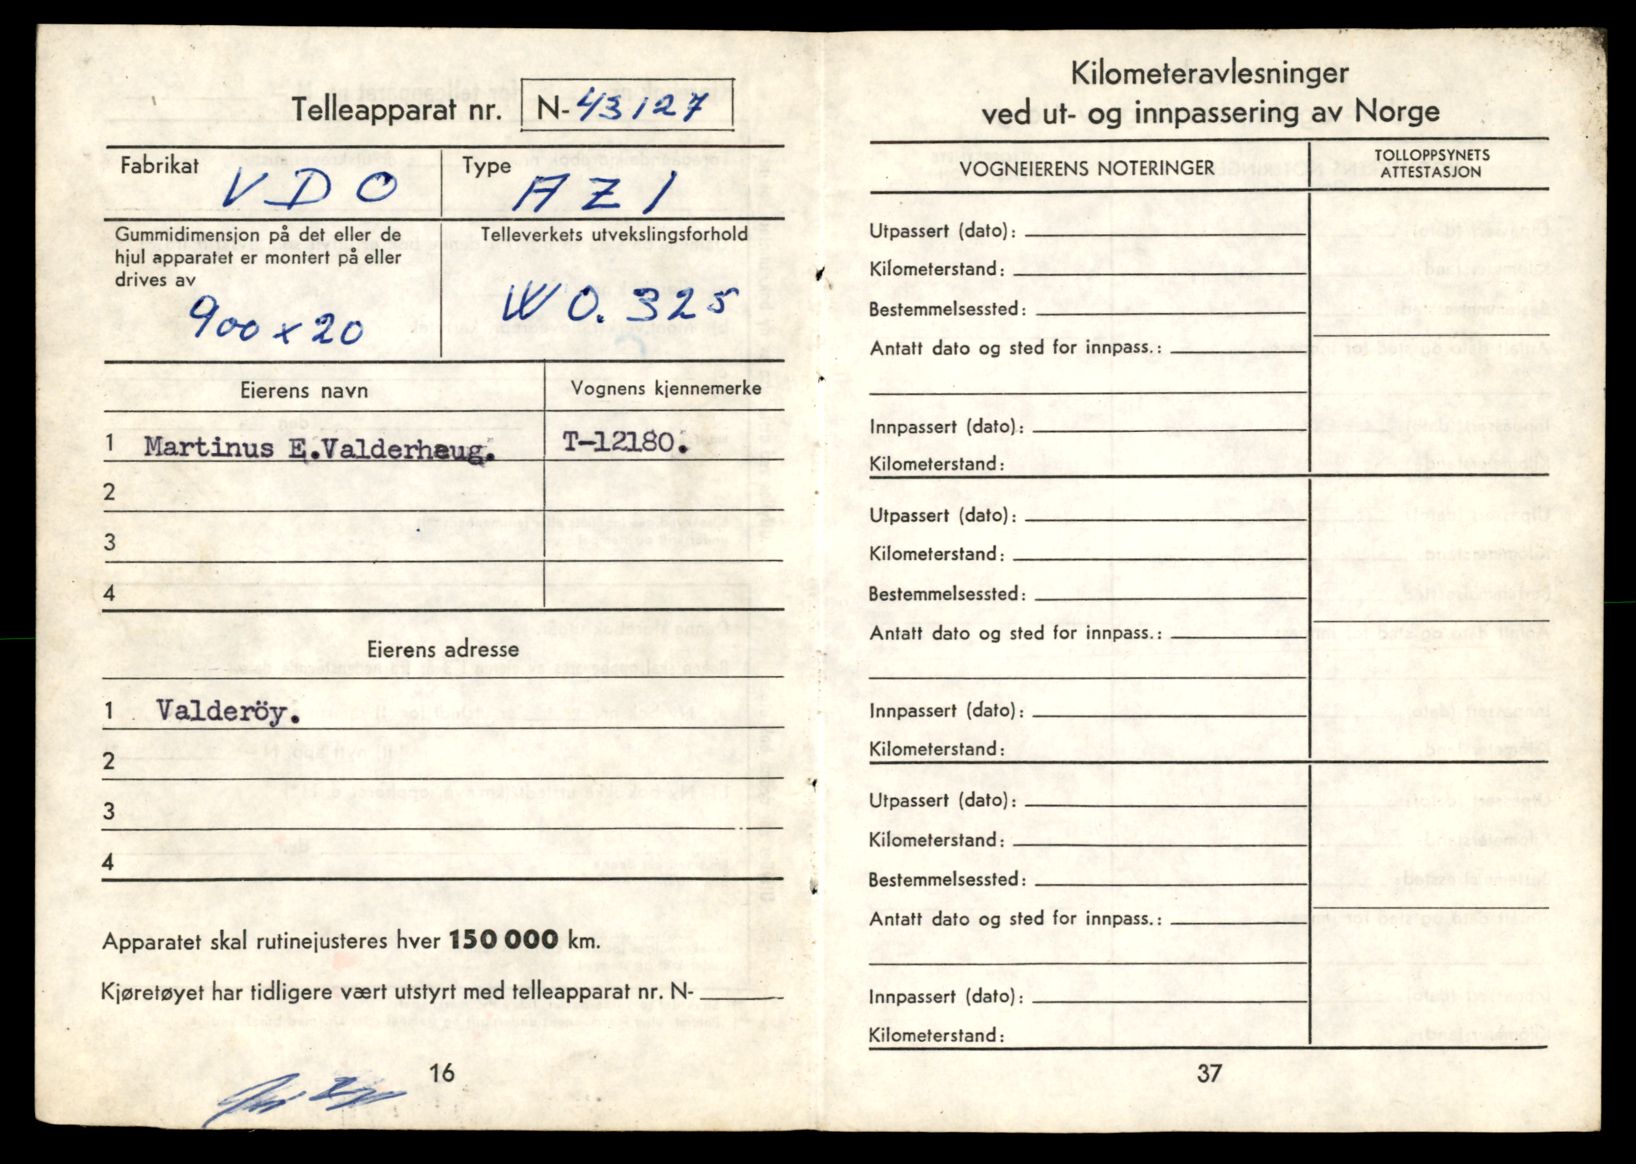 Telleapparat nr. N-43127
Fabrikat VDO
Type AZ1
Gummidimensjon på det eller de
hjul apparatet er montert på eller
drives av
900 x 20
Telleverkets utvekslingsforhold
W 0.325
Eierens navn
Vognens kjennemerke
1 Martinus E.Valderhaug. T-12180.
2
3
4
Eierens adresse
1 Valderöy.
2
3
4
Apparatet skal rutinejusteres hver 150 000 km.
Kjøretøyet har tidligere vært utstyrt med telleapparat nr. N-
16
Kilometeravlesninger
ved ut- og innpassering av Norge
VOGNEIERENS NOTERINGER
TOLLOPPSYNETS
ATTESTASJON
Utpassert (dato):
Kilometerstand:
Bestemmelsessted:
Antatt dato og sted for innpass.:
Innpassert (dato):
Kilometerstand:
Utpassert (dato):
Kilometerstand:
Bestemmelsessted:
Antatt dato og sted for innpass.:
Innpassert (dato):
Kilometerstand:
Utpassert (dato):
Kilometerstand:
Bestemmelsessted:
Antatt dato og sted for innpass.:
Innpassert (dato):
Kilometerstand:
37